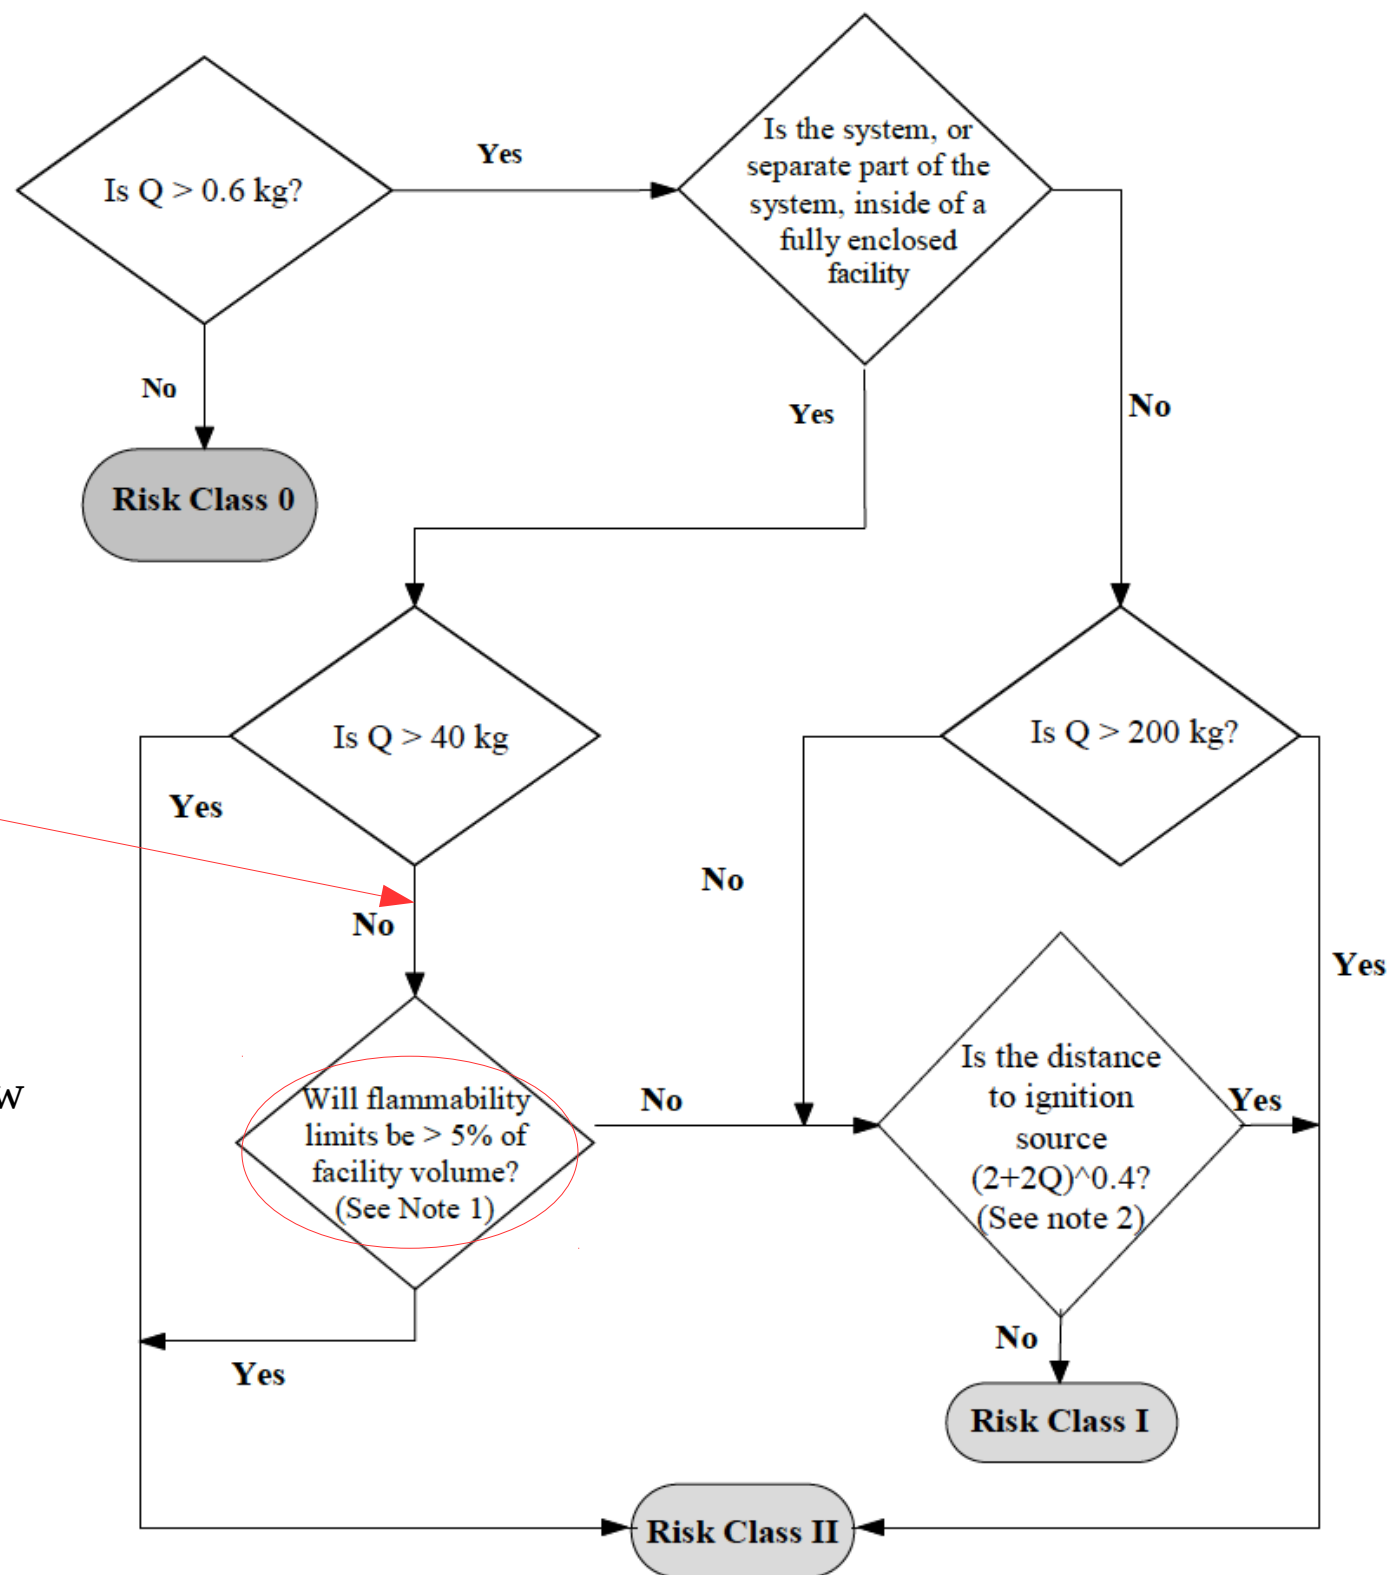 Is Q > 0.6 kg?
Yes
Is the system, or
separate part of the
system, inside of a
fully enclosed
facility
No
Risk Class 0
Yes
No
Is Q > 40 kg
Is Q > 200 kg?
Yes
No
No
Yes
w
Will flammability
limits be > 5% of
facility volume?
(See Note 1)
No
Is the distance
to ignition
source
(2+2Q)^0.4?
(See note 2)
Yes
Yes
No
Risk Class I
Risk Class II